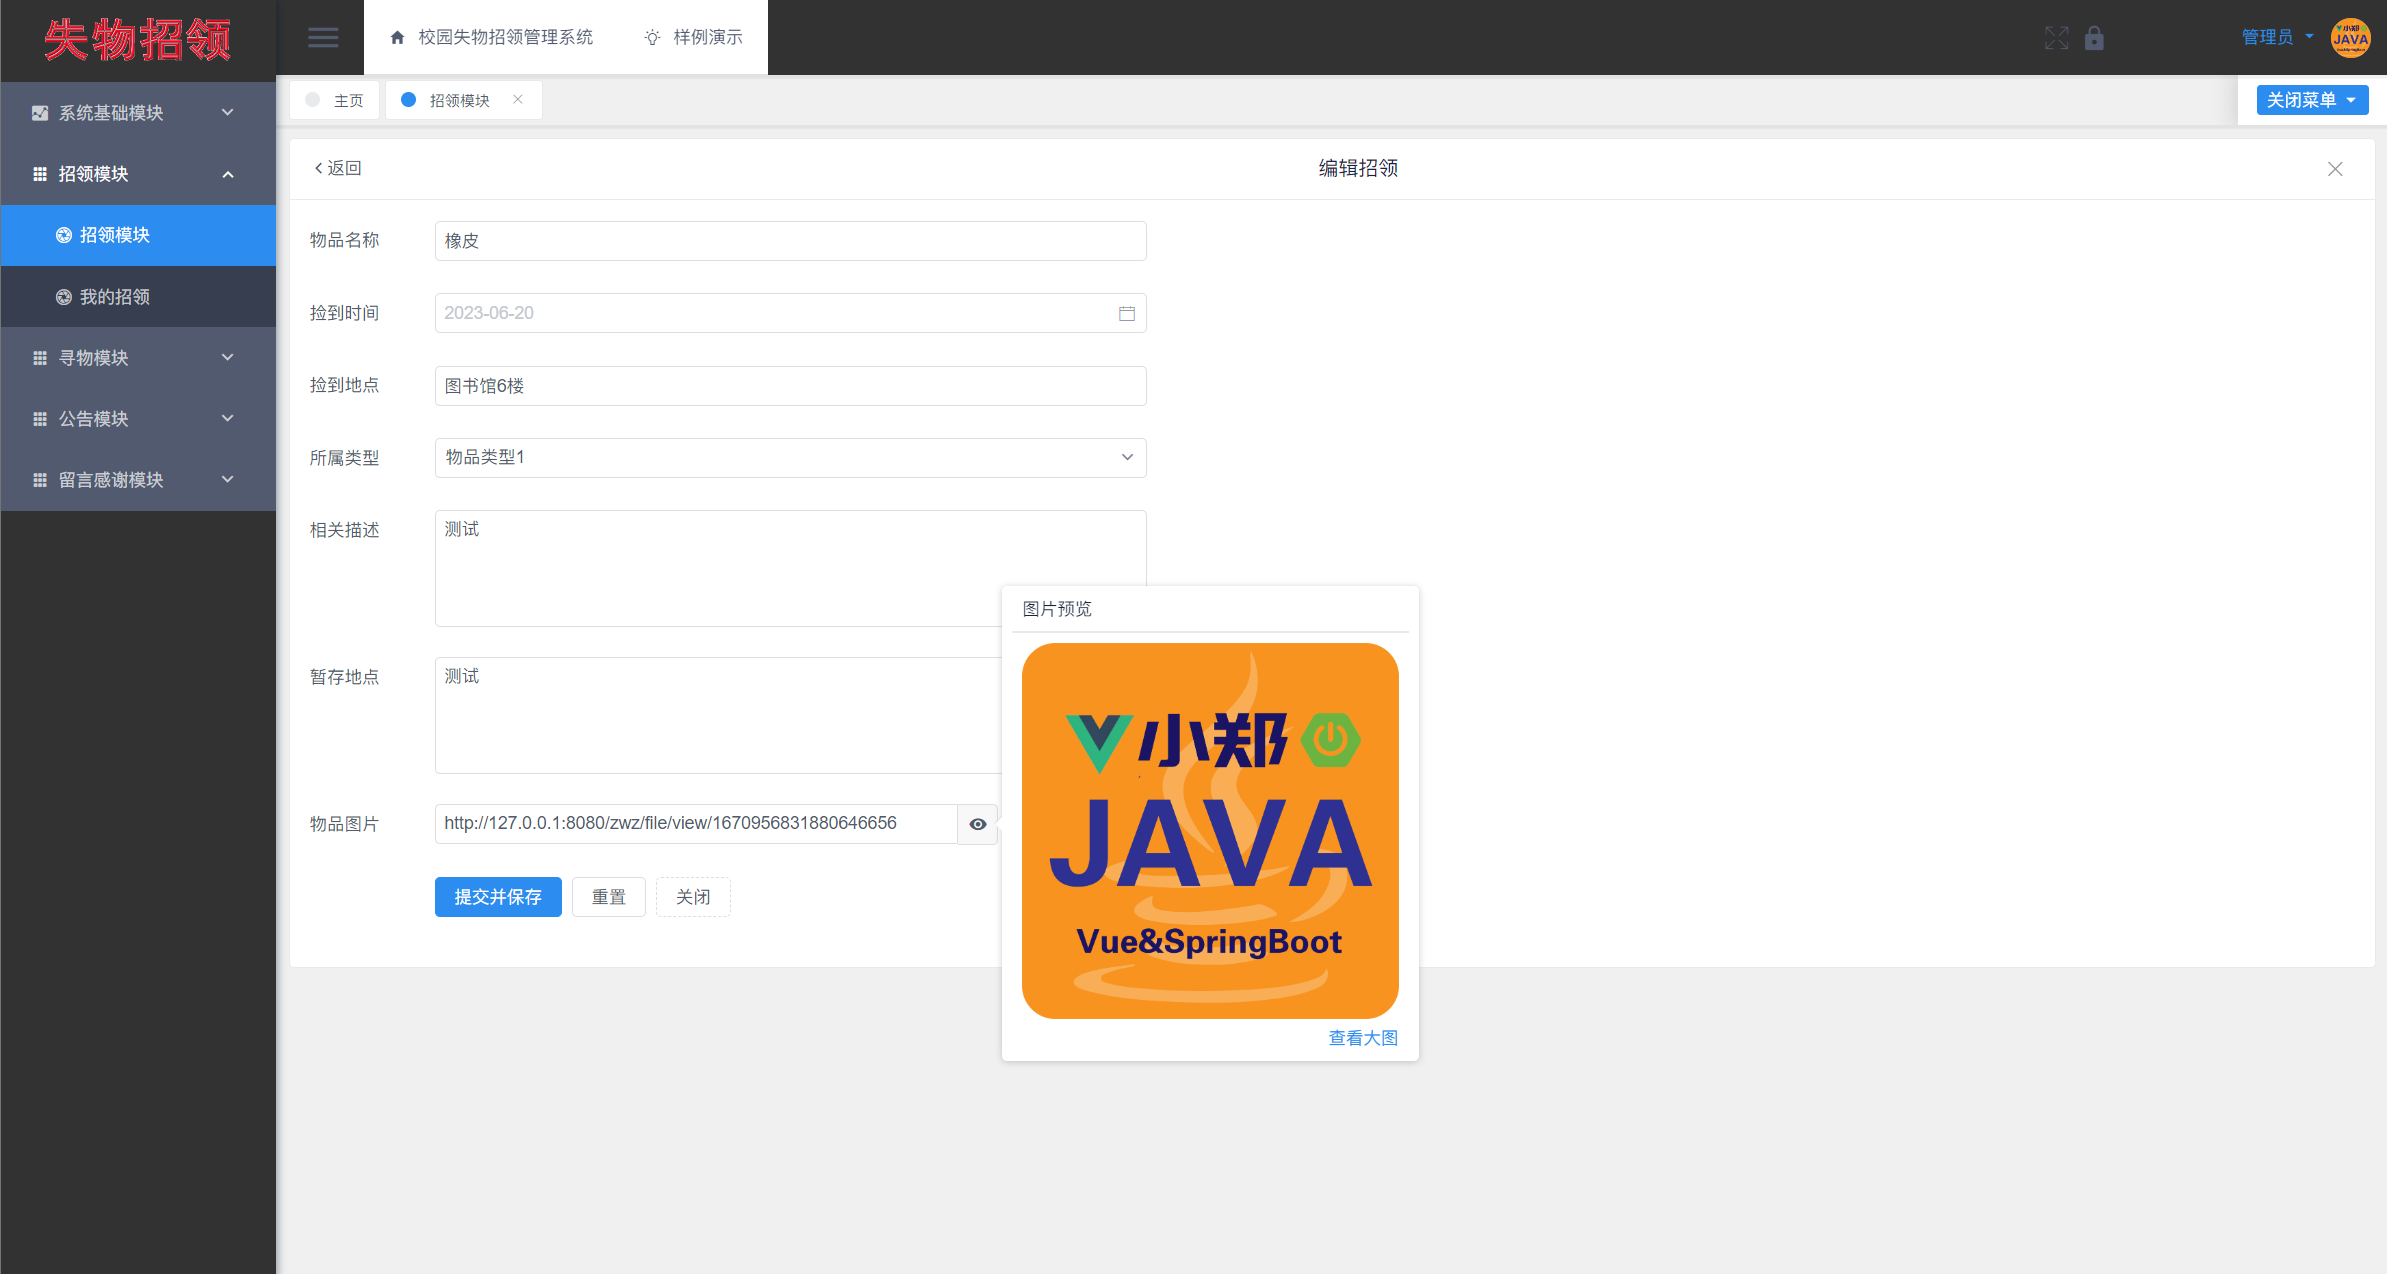 失物招领
校园失物招领管理系统
样例演示
管理员
小郑
JAVA
主页
招领模块
关闭菜单
系统基础模块
招领模块
招领模块
我的招领
寻物模块
公告模块
留言感谢模块
返回
编辑招领
物品名称
橡皮
捡到时间
2023-06-20
捡到地点
图书馆6楼
所属类型
物品类型1
相关描述
测试
暂存地点
测试
物品图片
http://127.0.0.1:8080/zwz/file/view/1670956831880646656
提交并保存
重置
关闭
图片预览
小郑
JAVA
Vue&SpringBoot
查看大图